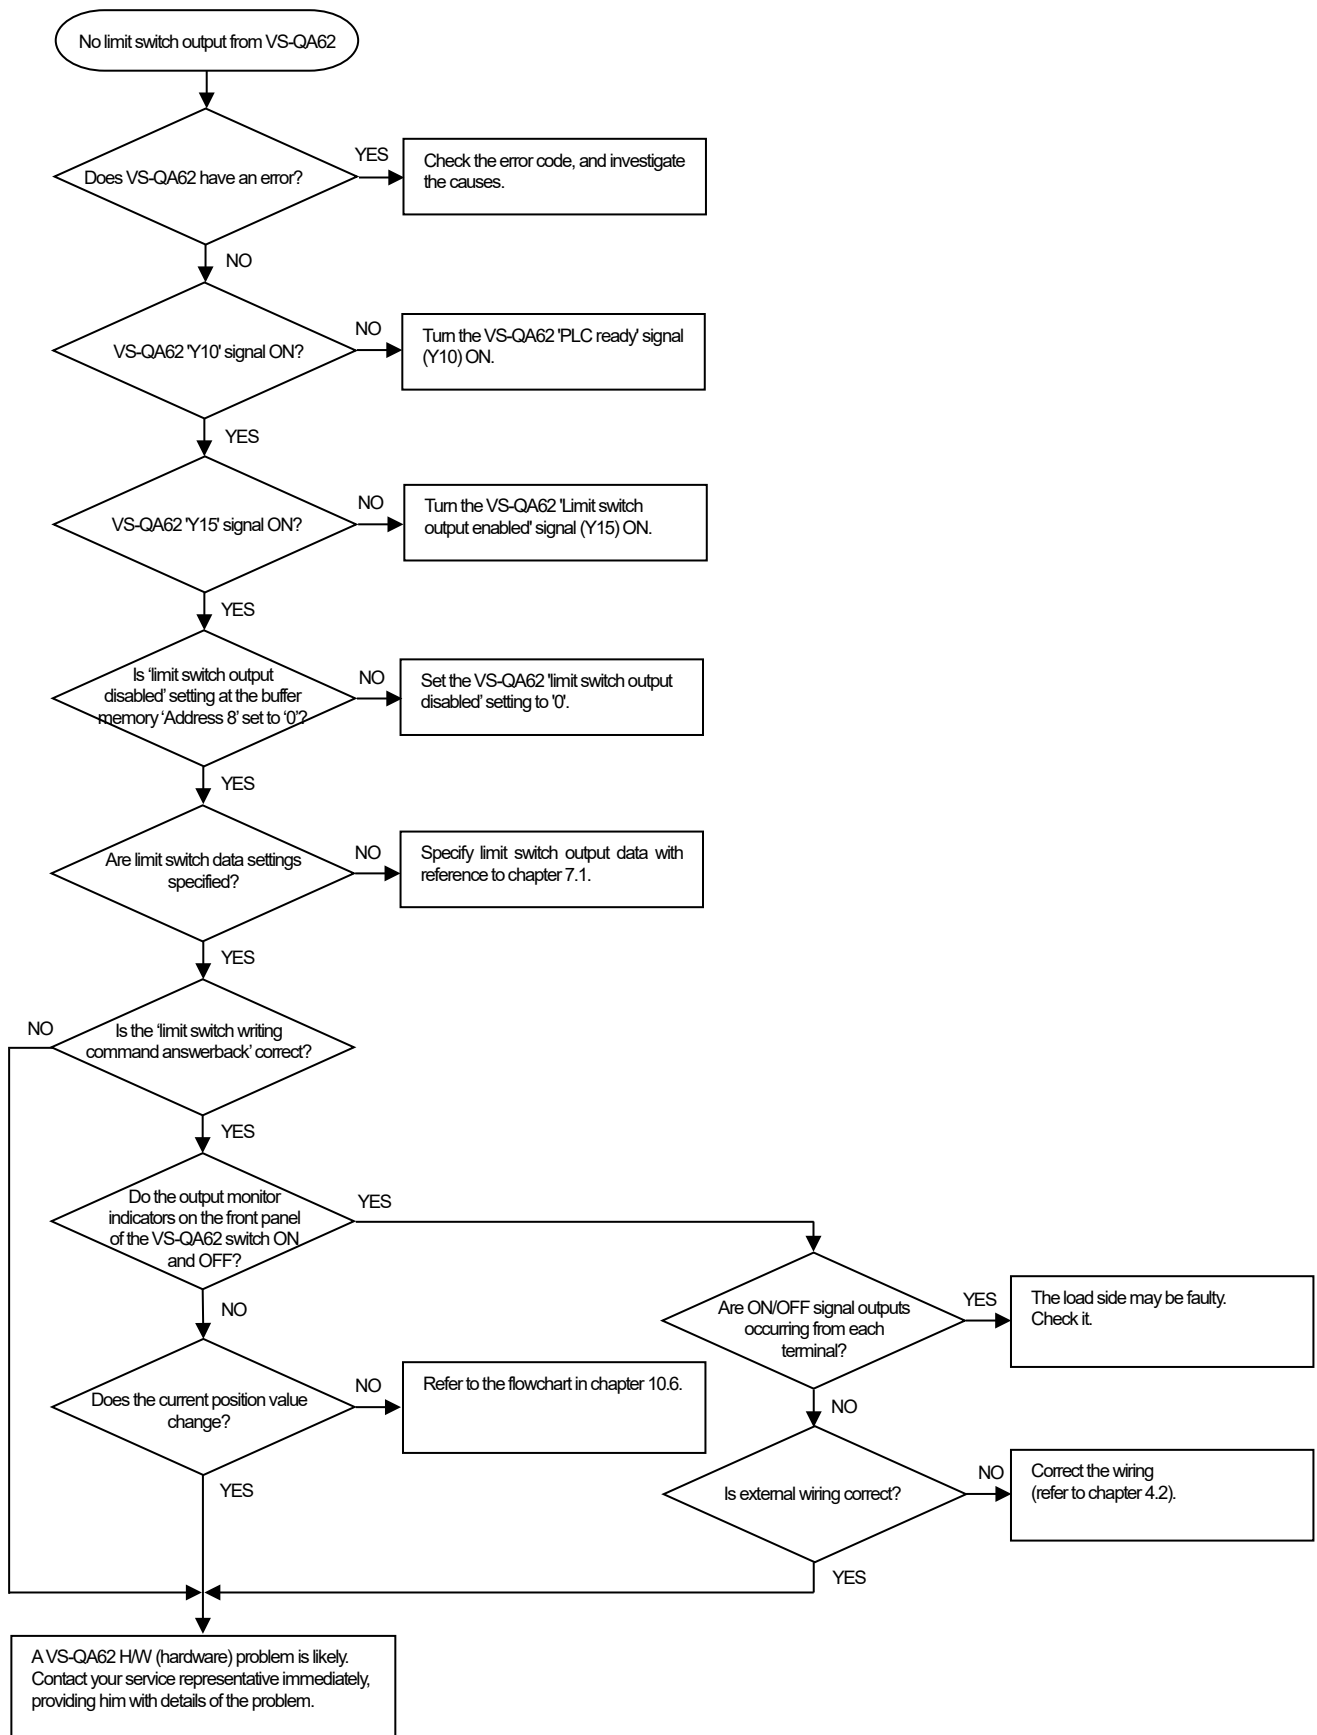 No limit switch output from VS-QA62
Does VS-QA62 have an error?
YES
Check the error code, and investigate
the causes.
NO
VS-QA62 'Y10' signal ON?
NO
Turn the VS-QA62 'PLC ready' signal
(Y10) ON.
YES
VS-QA62 'Y15' signal ON?
NO
Turn the VS-QA62 'Limit switch
output enabled' signal (Y15) ON.
YES
Is ‘limit switch output
disabled’ setting at the buffer
memory ‘Address 8’ set to ‘0’?
NO
Set the VS-QA62 'limit switch output
disabled’ setting to '0'.
YES
Are limit switch data settings
specified?
NO
Specify limit switch output data with
reference to chapter 7.1.
YES
Is the ‘limit switch writing
command answerback’ correct?
NO
YES
Do the output monitor
indicators on the front panel
of the VS-QA62 switch ON
and OFF?
YES
NO
Are ON/OFF signal outputs
occurring from each
terminal?
YES
The load side may be faulty.
Check it.
NO
Does the current position value
change?
NO
Refer to the flowchart in chapter 10.6.
YES
Is external wiring correct?
NO
Correct the wiring
(refer to chapter 4.2).
YES
A VS-QA62 H/W (hardware) problem is likely.
Contact your service representative immediately,
providing him with details of the problem.